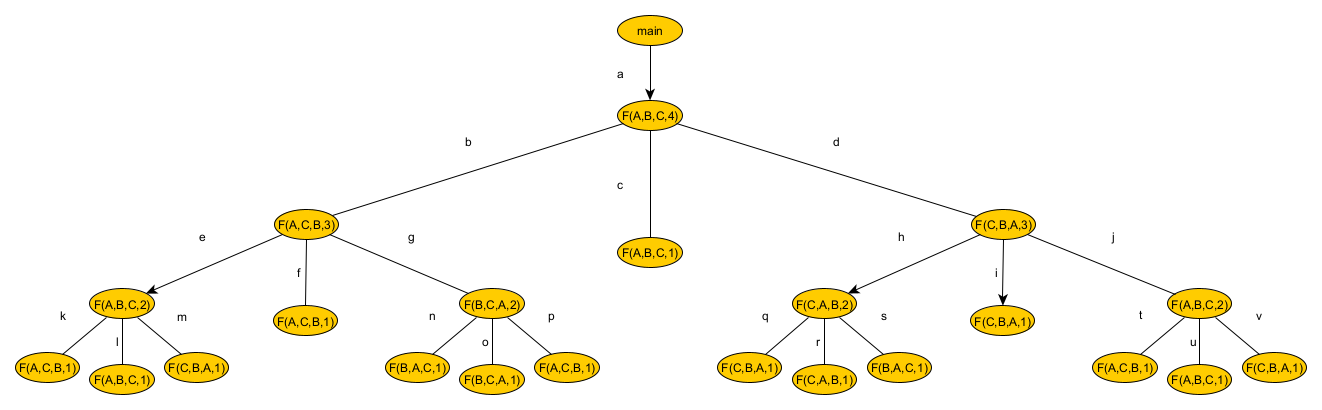 main
a
F(A,B,C,4)
b
d
c
F(A,C,B,3)
F(C,B,A,3)
e
g
F(A,B,C,1)
h
j
f
i
F(A,B,C,2)
F(A,C,B,1)
F(B,C,A,2)
F(C,A,B,2)
F(C,B,A,1)
F(A,B,C,2)
k
l
m
n
o
p
q
r
s
t
u
v
F(A,C,B,1)
F(A,B,C,1)
F(C,B,A,1)
F(B,A,C,1)
F(B,C,A,1)
F(A,C,B,1)
F(C,B,A,1)
F(C,A,B,1)
F(B,A,C,1)
F(A,C,B,1)
F(A,B,C,1)
F(C,B,A,1)